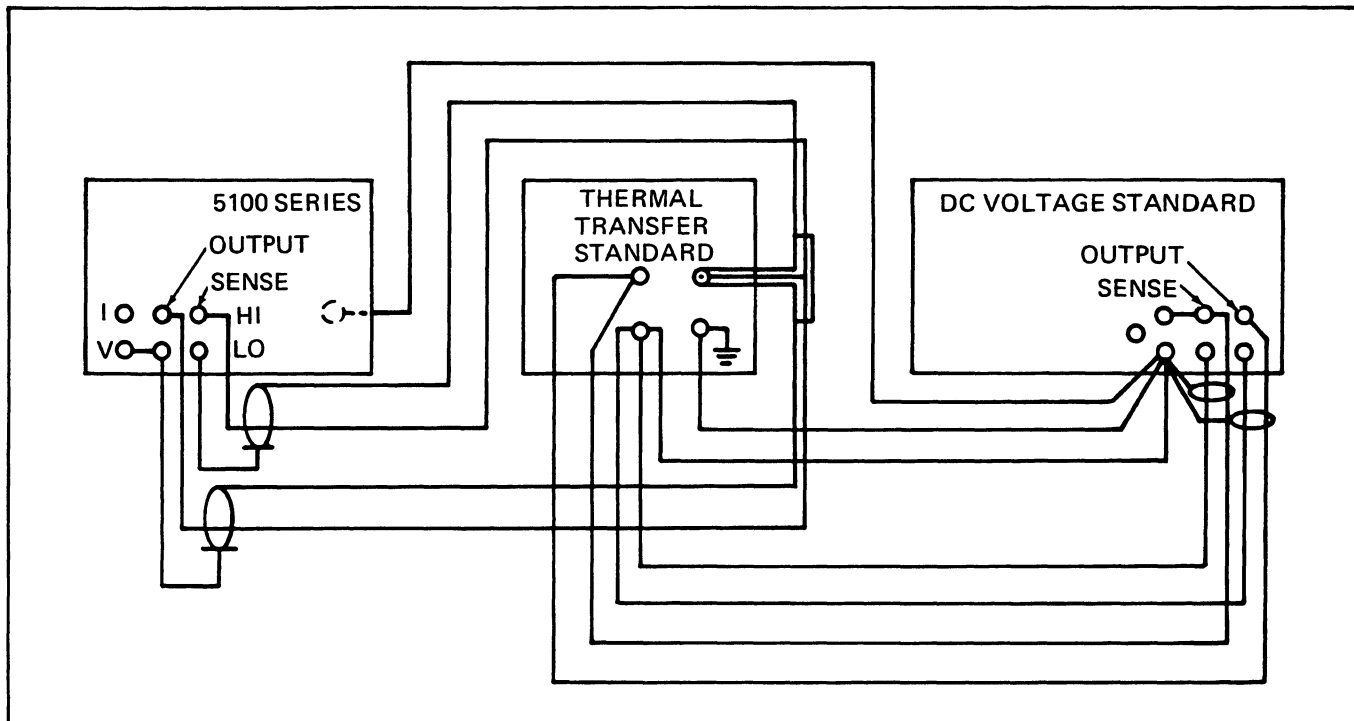 5100 SERIES
OUTPUT
SENSE
I
HI
V
LO
THERMAL
TRANSFER
STANDARD
DC VOLTAGE STANDARD
OUTPUT
SENSE